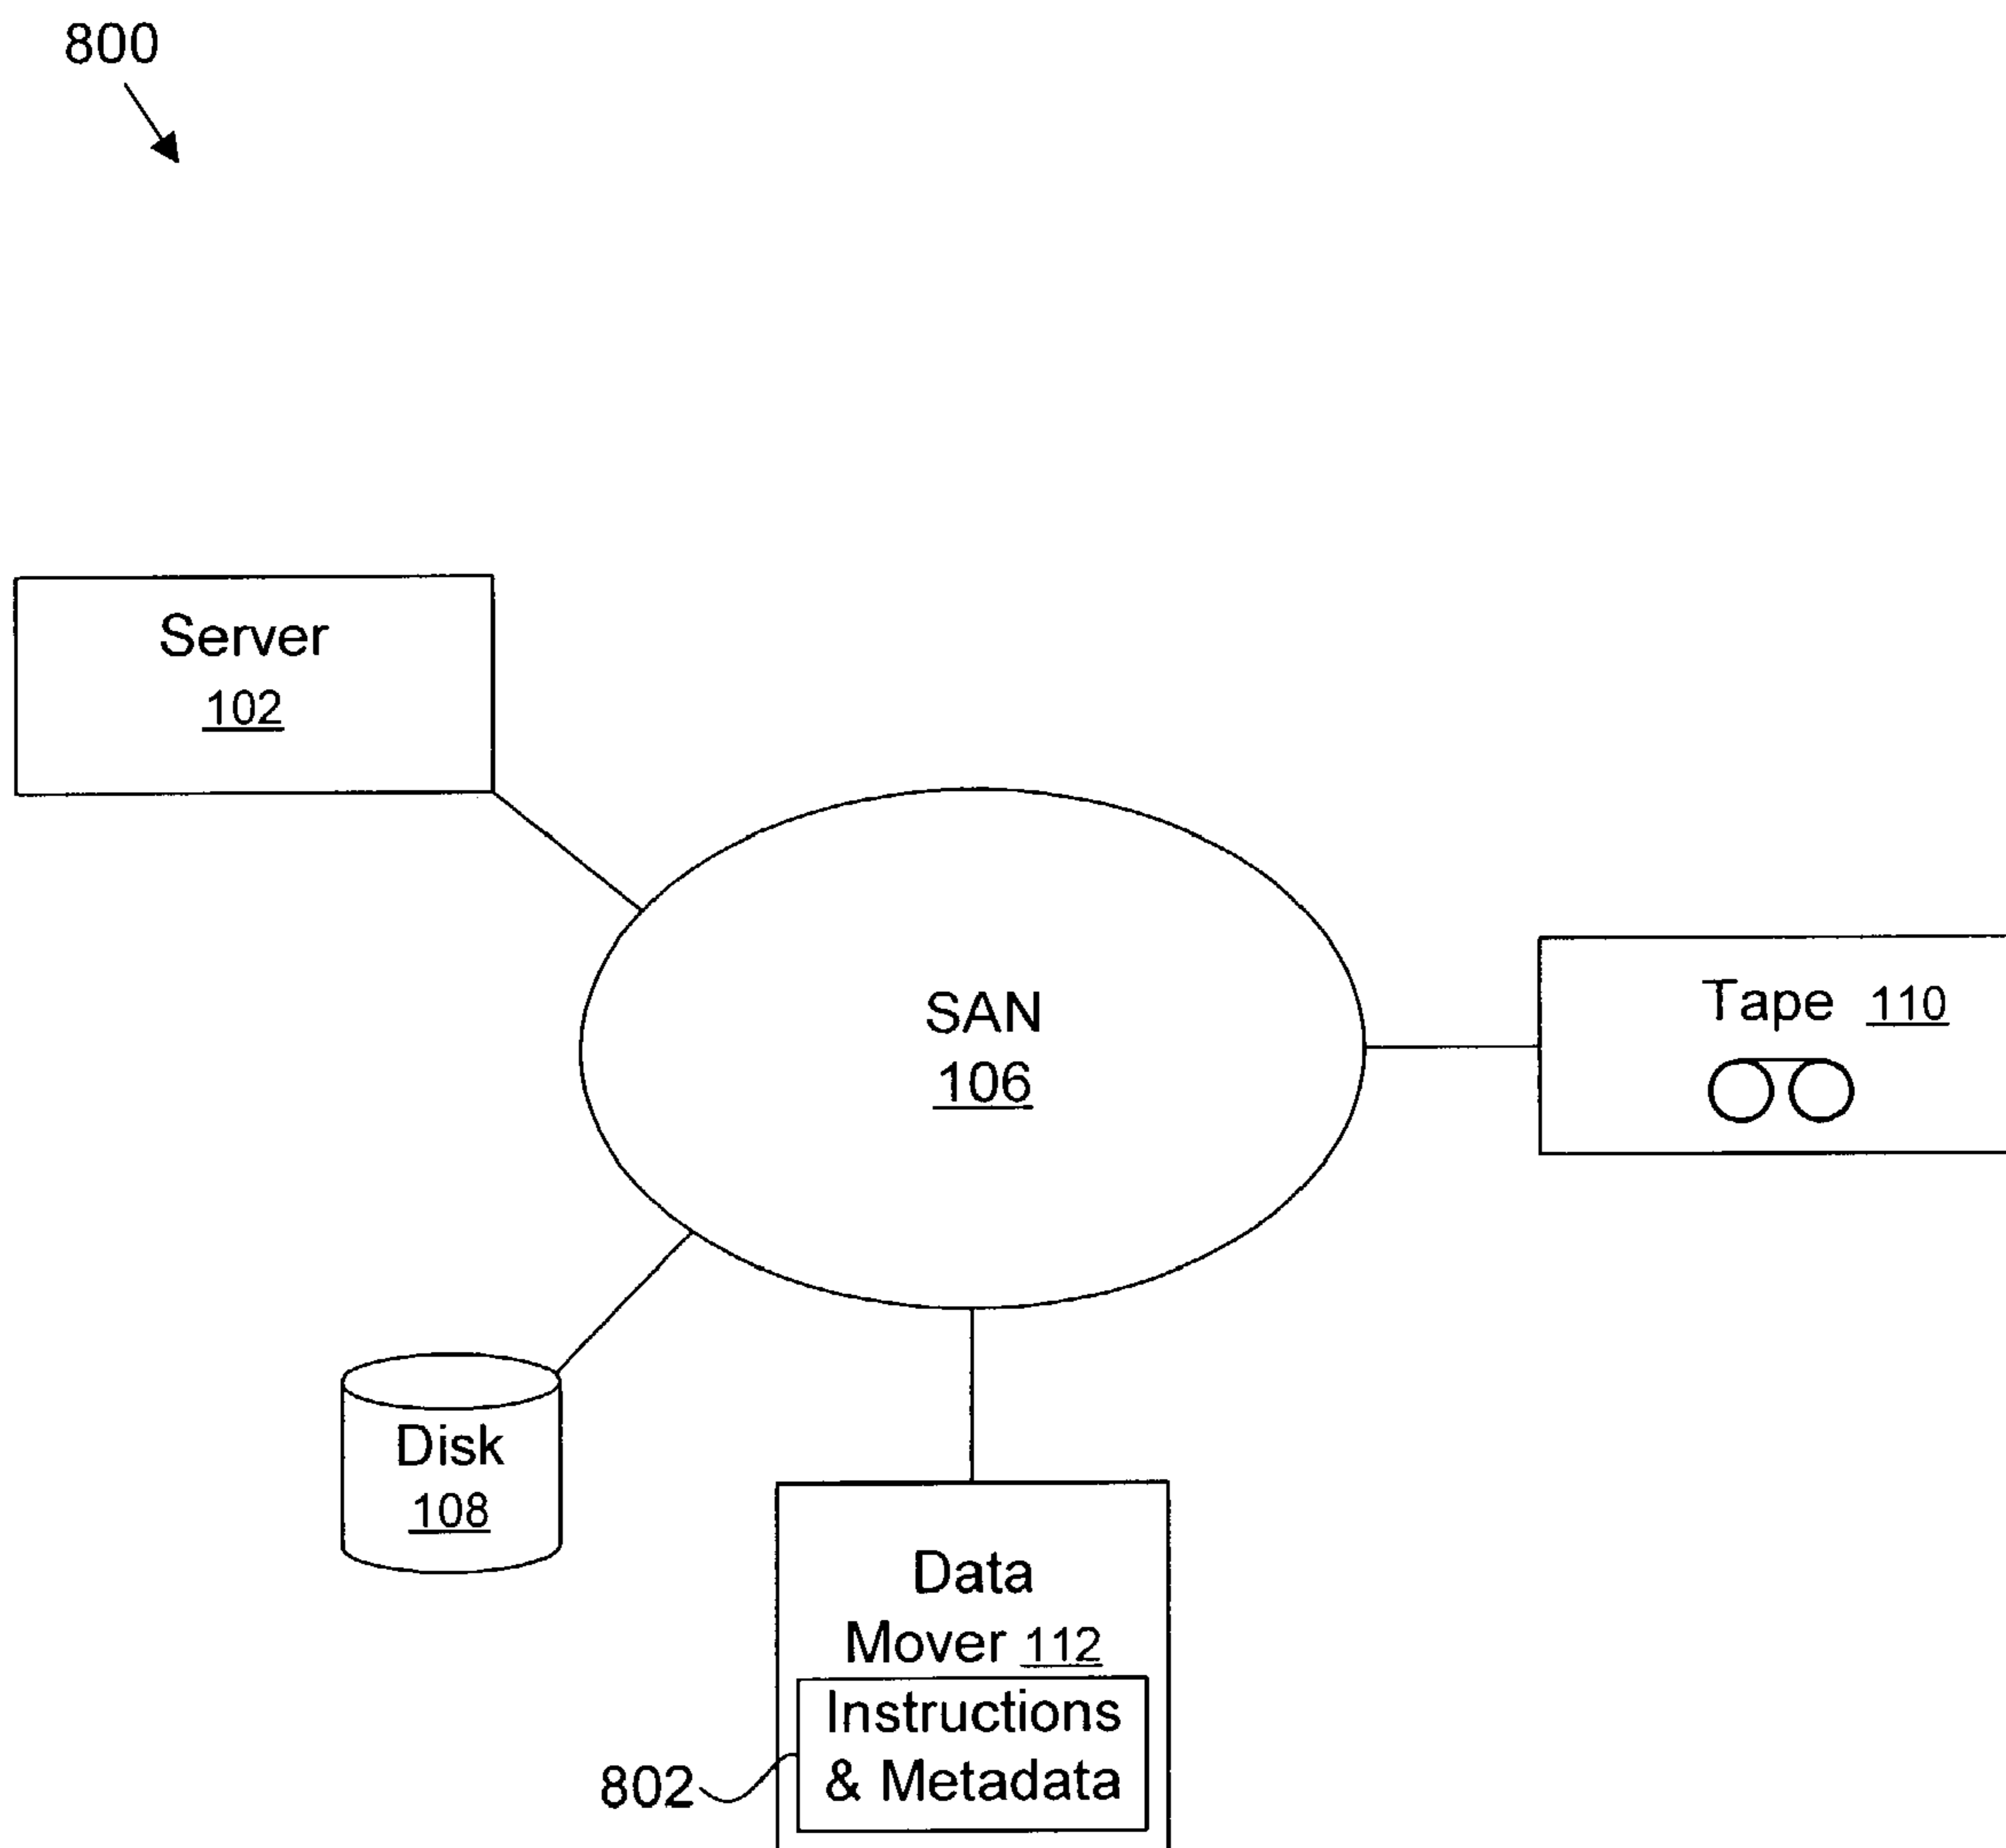 800
Server
102
SAN
106
Tape 110
Disk
108
Data
Mover 112
Instructions
& Metadata
802